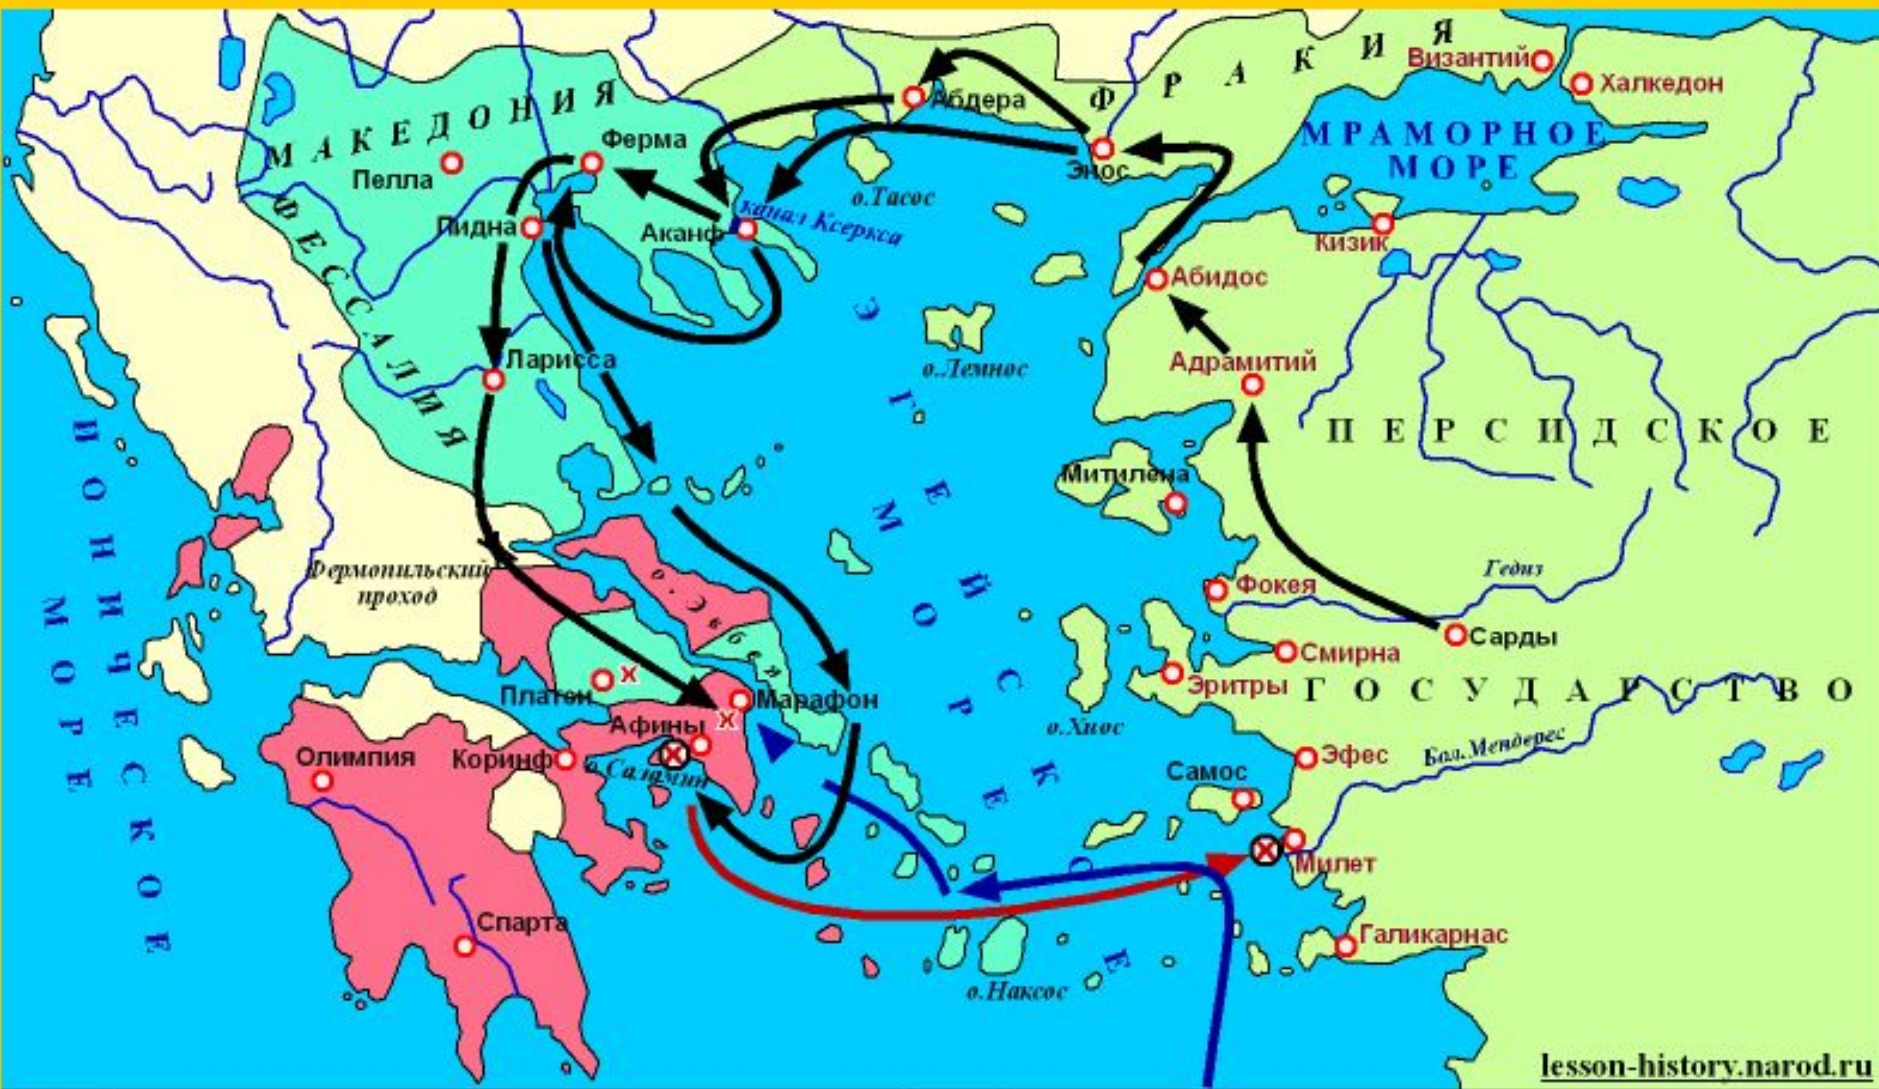 Ф Р А К И Я
Византий
Халкедон
МРАМОРНОЕ
МОРЕ
МАКЕДОНИЯ
Абдера
Ферма
Пелла
Энос
о.Тасос
Пидна
Аканф
канал Ксеркса
Кизик
ФЕССАЛИЯ
Абидос
Ларисса
Адрамитий
о.Лемнос
ЭГЕЙСКОЕ
МОРЕ
ПЕРСИДСКОЕ
ГОСУДАРСТВО
Митилена
ИОНИЧЕСКОЕ
МОРЕ
Фермопильский
проход
о.Эвбея
Фокея
Гедиз
Сарды
Смирна
Эритры
Платеи
Марафон
Афины
о.Хиос
Олимпия
Коринф
о.Саламин
Эфес
Бол.Мендерес
Самос
Милет
Спарта
Галикарнас
о.Наксос
lesson-history.narod.ru